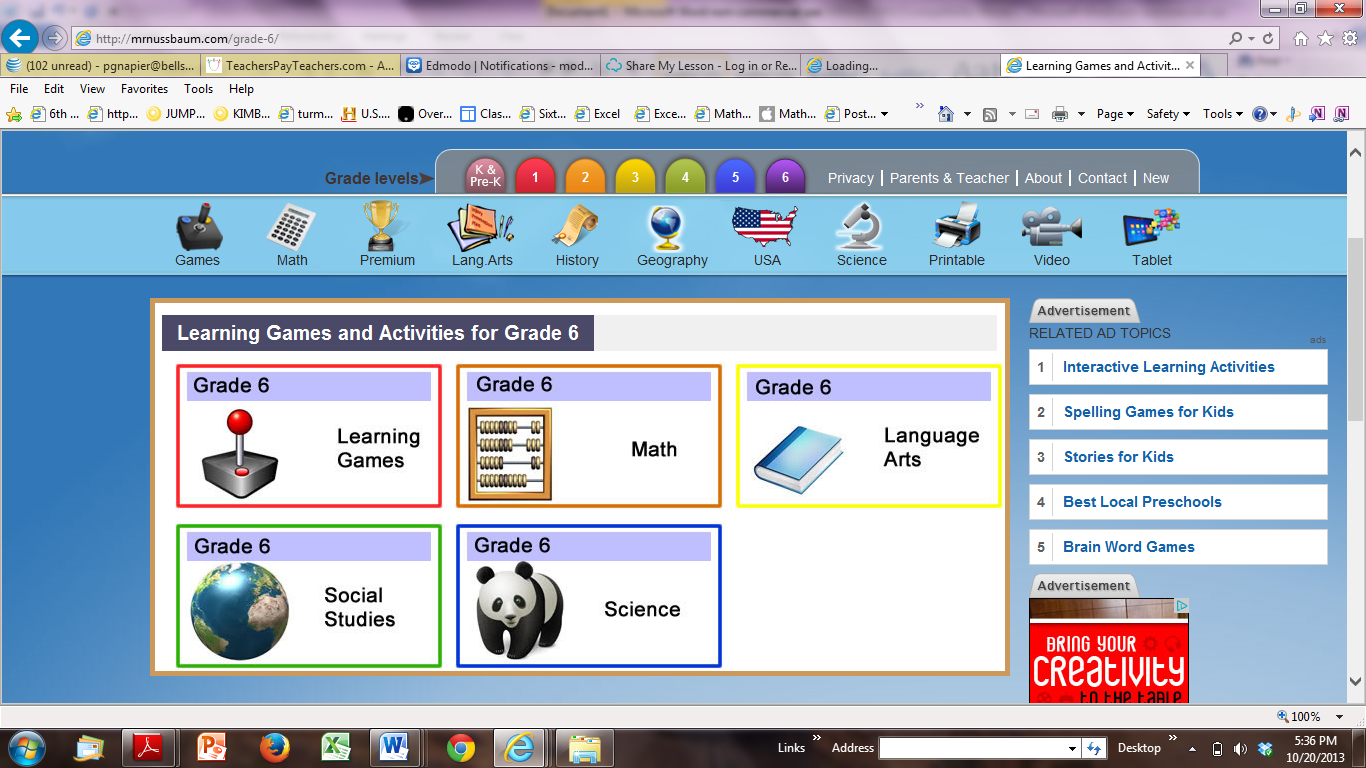 http://mrnussbaum.com/grade-6/
(102 unread) - pgnapier@bells...
TeachersPayTeachers.com - A...
Edmodo | Notifications - mod...
Share My Lesson - Log in or Re...
Loading...
Learning Games and Activit...
File Edit View Favorites Tools Help
6th ... http... JUMP... KIMB... turm... U.S.... Over... Clas... Sixt... Excel Exce... Math... Math... Post... » Page Safety Tools
Grade levels
K &
Pre-K
1 2 3 4 5 6
Privacy | Parents & Teacher | About | Contact | New
Games Math Premium Lang.Arts History Geography USA Science Printable Video Tablet
Learning Games and Activities for Grade 6
Grade 6
Learning
Games
Grade 6
Math
Grade 6
Language
Arts
Grade 6
Social
Studies
Grade 6
Science
Advertisement
RELATED AD TOPICS
ads
1 Interactive Learning Activities
2 Spelling Games for Kids
3 Stories for Kids
4 Best Local Preschools
5 Brain Word Games
Advertisement
BRING YOUR
CREATIVITY
TO THE TABLE
100%
Links » Address Desktop »
5:36 PM
10/20/2013